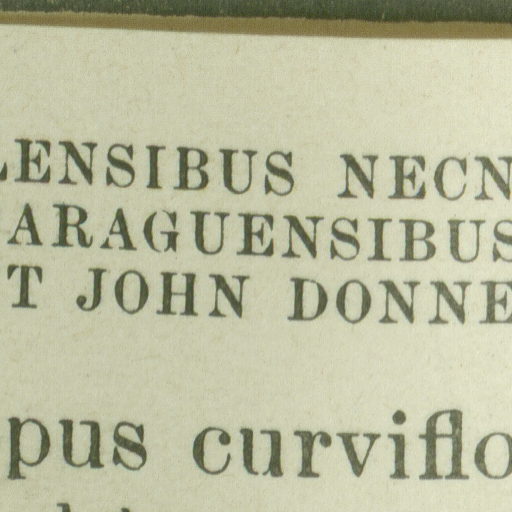 LENSIBUS NECN
ARAGUENSIBUS
T JOHN DONNE
pus curviflo